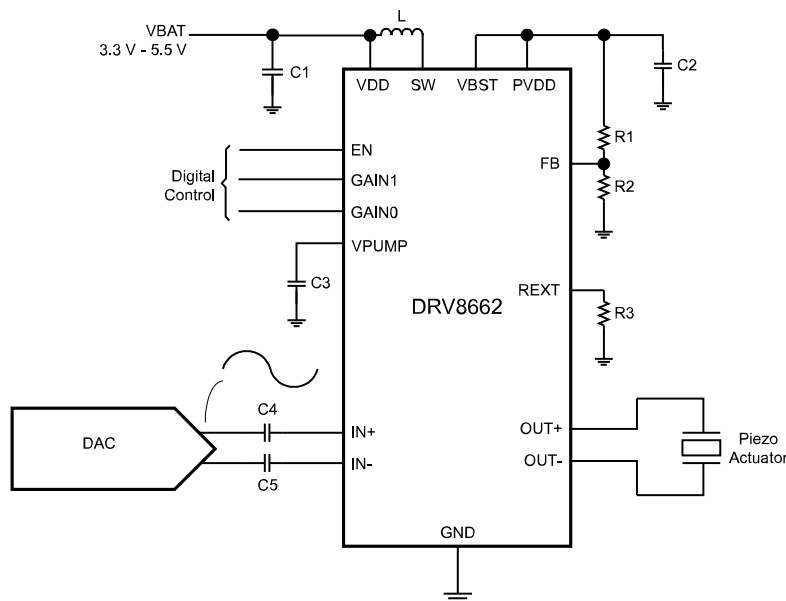 L
VBAT
3.3 V - 5.5 V
C1
C2
VDD
SW
VBST
PVDD
R1
EN
FB
Digital
Control
GAIN1
R2
GAIN0
VPUMP
C3
REXT
DRV8662
R3
C4
DAC
IN+
OUT+
Piezo
Actuator
IN-
OUT-
C5
GND